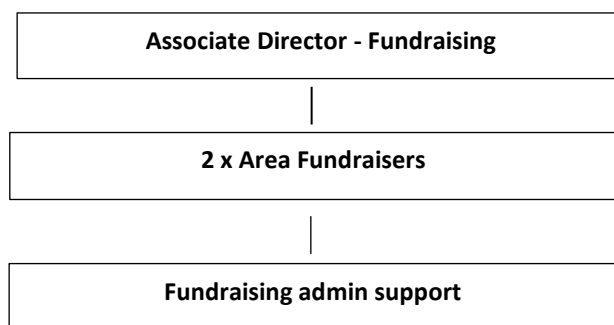 Associate Director - Fundraising
2 x Area Fundraisers
Fundraising admin support